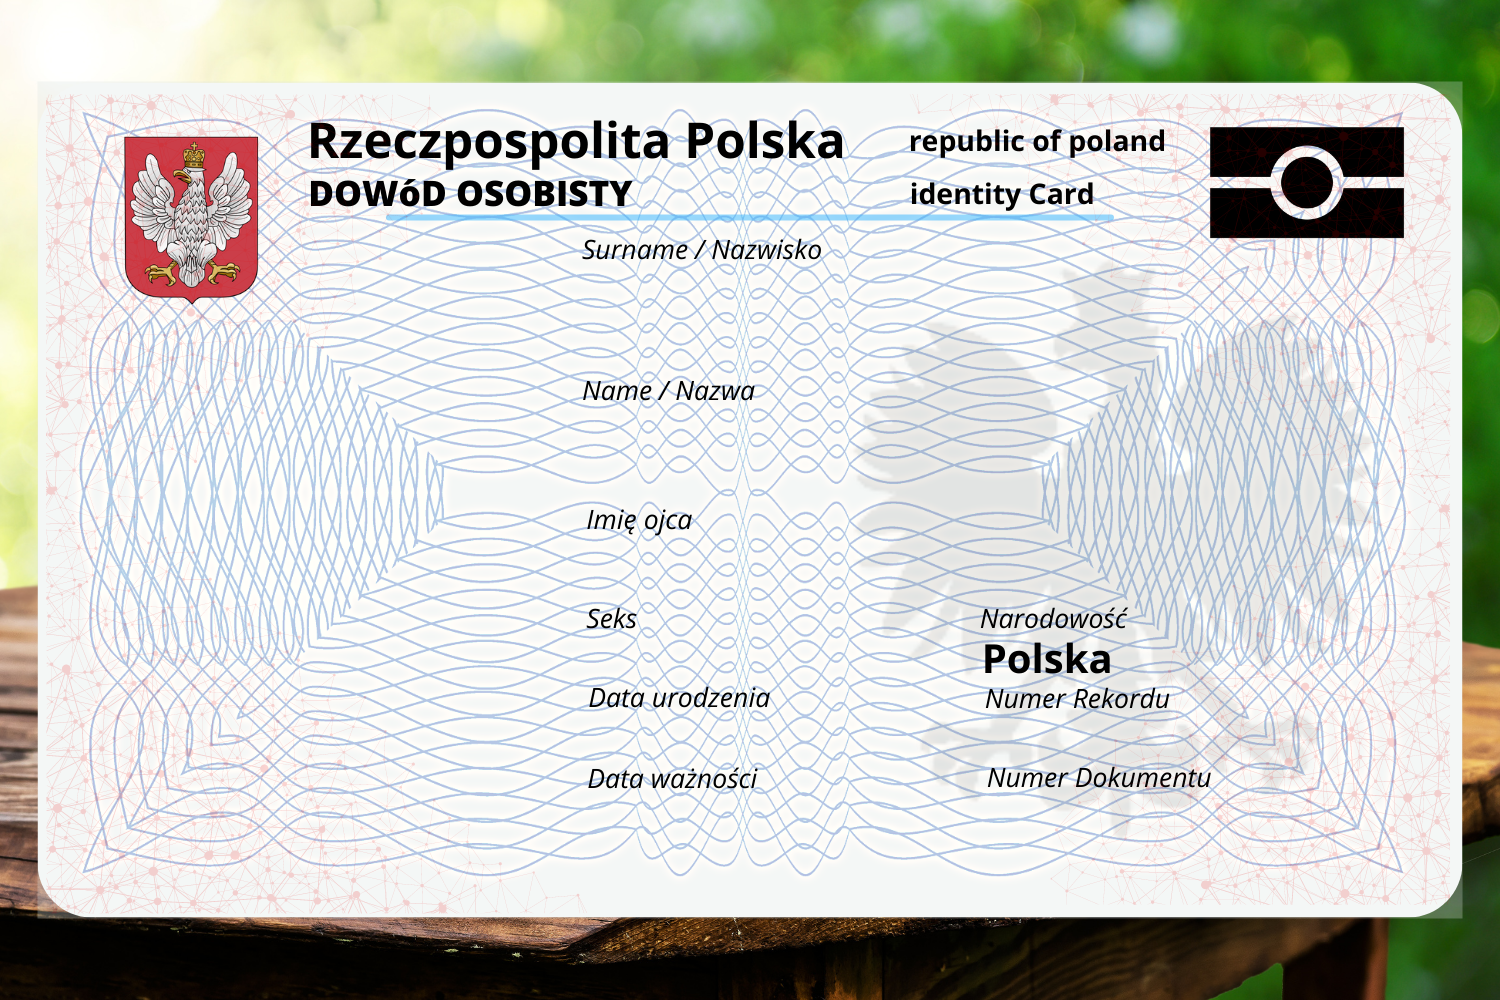 Rzeczpospolita Polska republic of poland
DOWóD OSOBISTY identity Card
Surname / Nazwisko
Name / Nazwa
Imię ojca
Seks Narodowość
Polska
Data urodzenia Numer Rekordu
Data ważności Numer Dokumentu